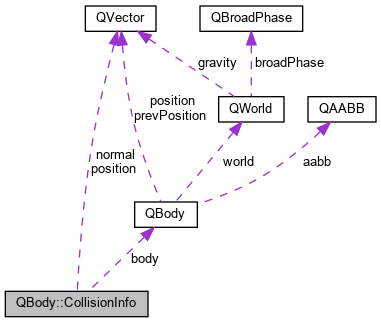 QVector
QBroadPhase
gravity
broadPhase
position
prevPosition
QWorld
QAABB
normal
position
world
aabb
QBody
body
QBody::CollisionInfo